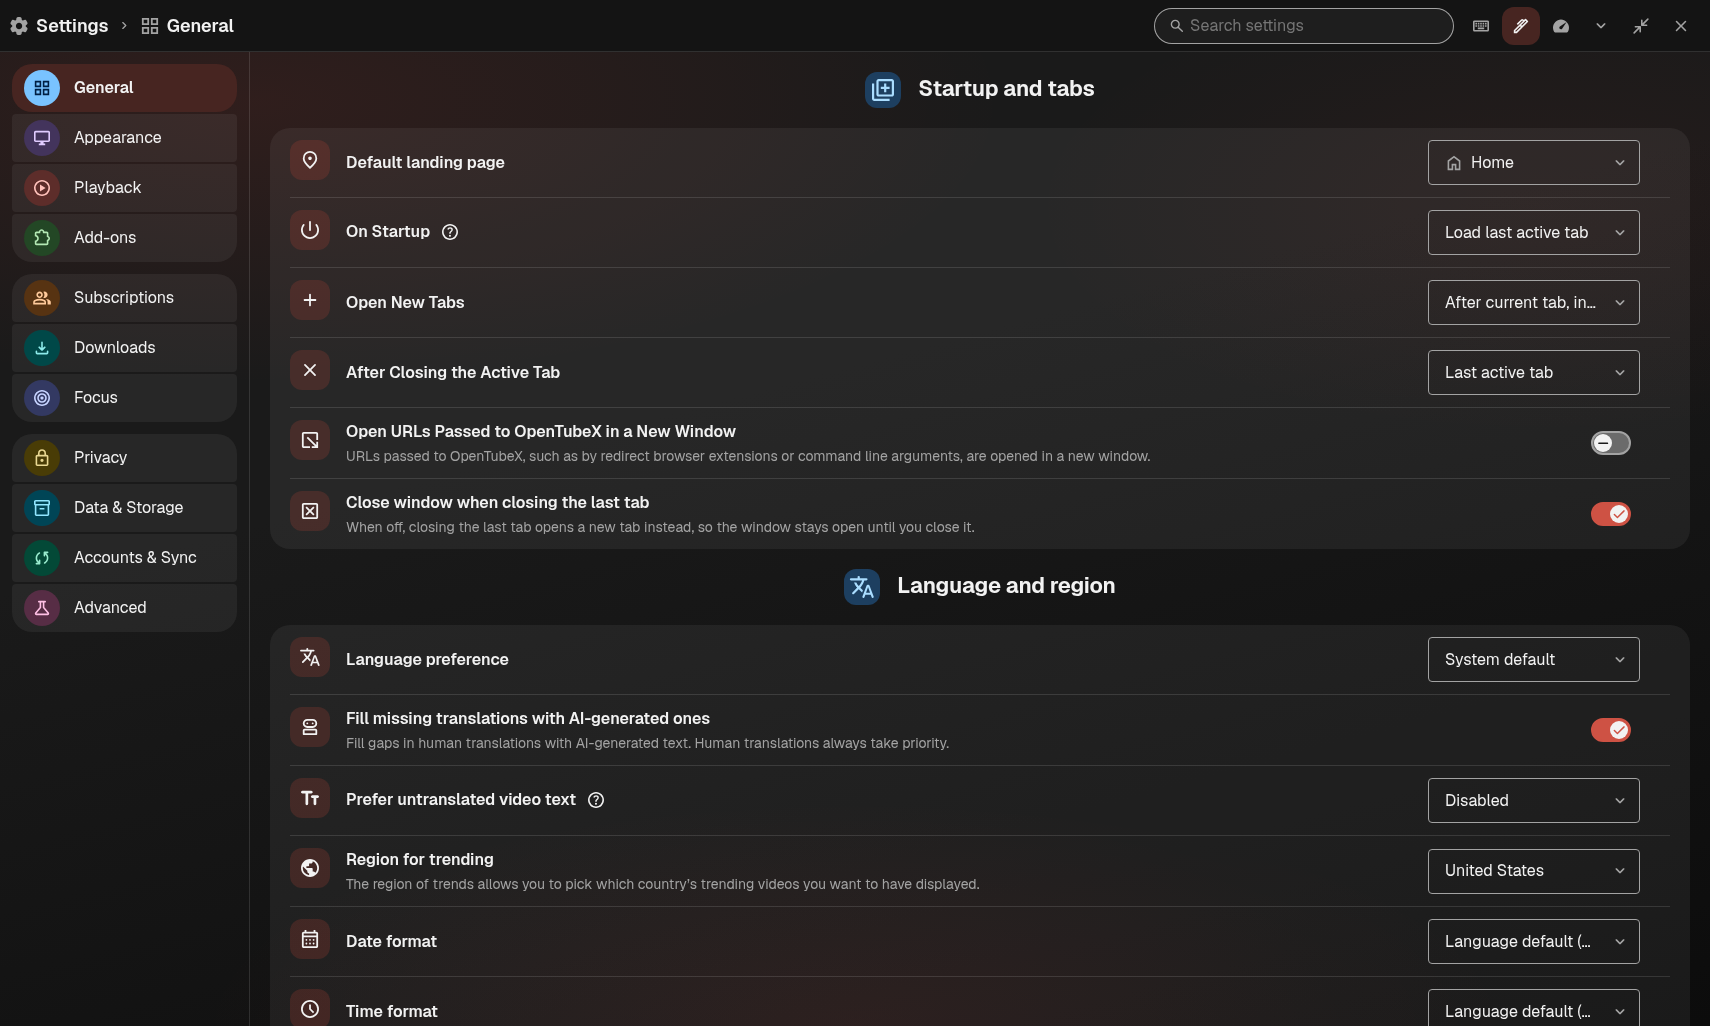 Settings
General
Search settings
General
Appearance
Playback
Add-ons
Subscriptions
Downloads
Focus
Privacy
Data & Storage
Accounts & Sync
Advanced
Startup and tabs
Default landing page
Home
On Startup
Load last active tab
Open New Tabs
After current tab, in...
After Closing the Active Tab
Last active tab
Open URLs Passed to OpenTubeX in a New Window
URLs passed to OpenTubeX, such as by redirect browser extensions or command line arguments, are opened in a new window.
Close window when closing the last tab
When off, closing the last tab opens a new tab instead, so the window stays open until you close it.
Language and region
Language preference
System default
Fill missing translations with AI-generated ones
Fill gaps in human translations with AI-generated text. Human translations always take priority.
Prefer untranslated video text
Disabled
Region for trending
The region of trends allows you to pick which country's trending videos you want to have displayed.
United States
Date format
Language default (...
Time format
Language default (...